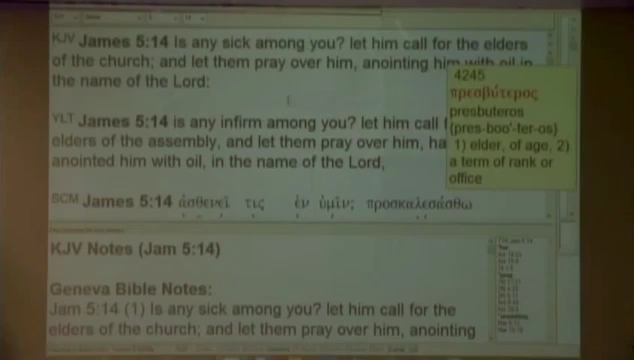 KJV James 5:14 Is any sick among you? let him call for the elders
of the church; and let them pray over him, anointing him with oil in
the name of the Lord:
4245
πρεσβύτερος
presbuteros
{pres-boo'-ter-os}
1) elder, of age, 2)
a term of rank or
office
YLT James 5:14 is any infirm among you? let him call
elders of the assembly, and let them pray over him, ha
anointed him with oil, in the name of the Lord,
SCM James 5:14 ἀσθενεῖ τις ἐν ὑμῖν; προσκαλεσάσθω
KJV Notes (Jam 5:14)
Geneva Bible Notes:
Jam 5:14 (1) Is any sick among you? let him call for the
elders of the church; and let them pray over him, anointing